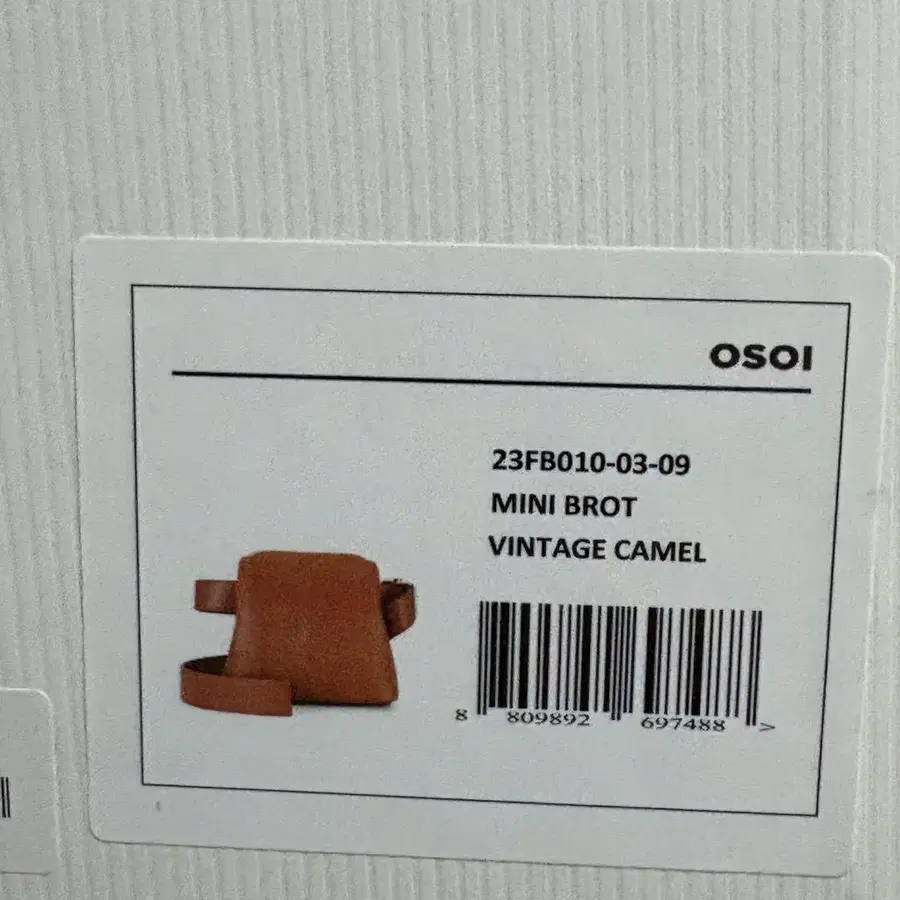 OSOI
23FB010-03-09
MINI BROT
VINTAGE CAMEL
8 809892 697488 >